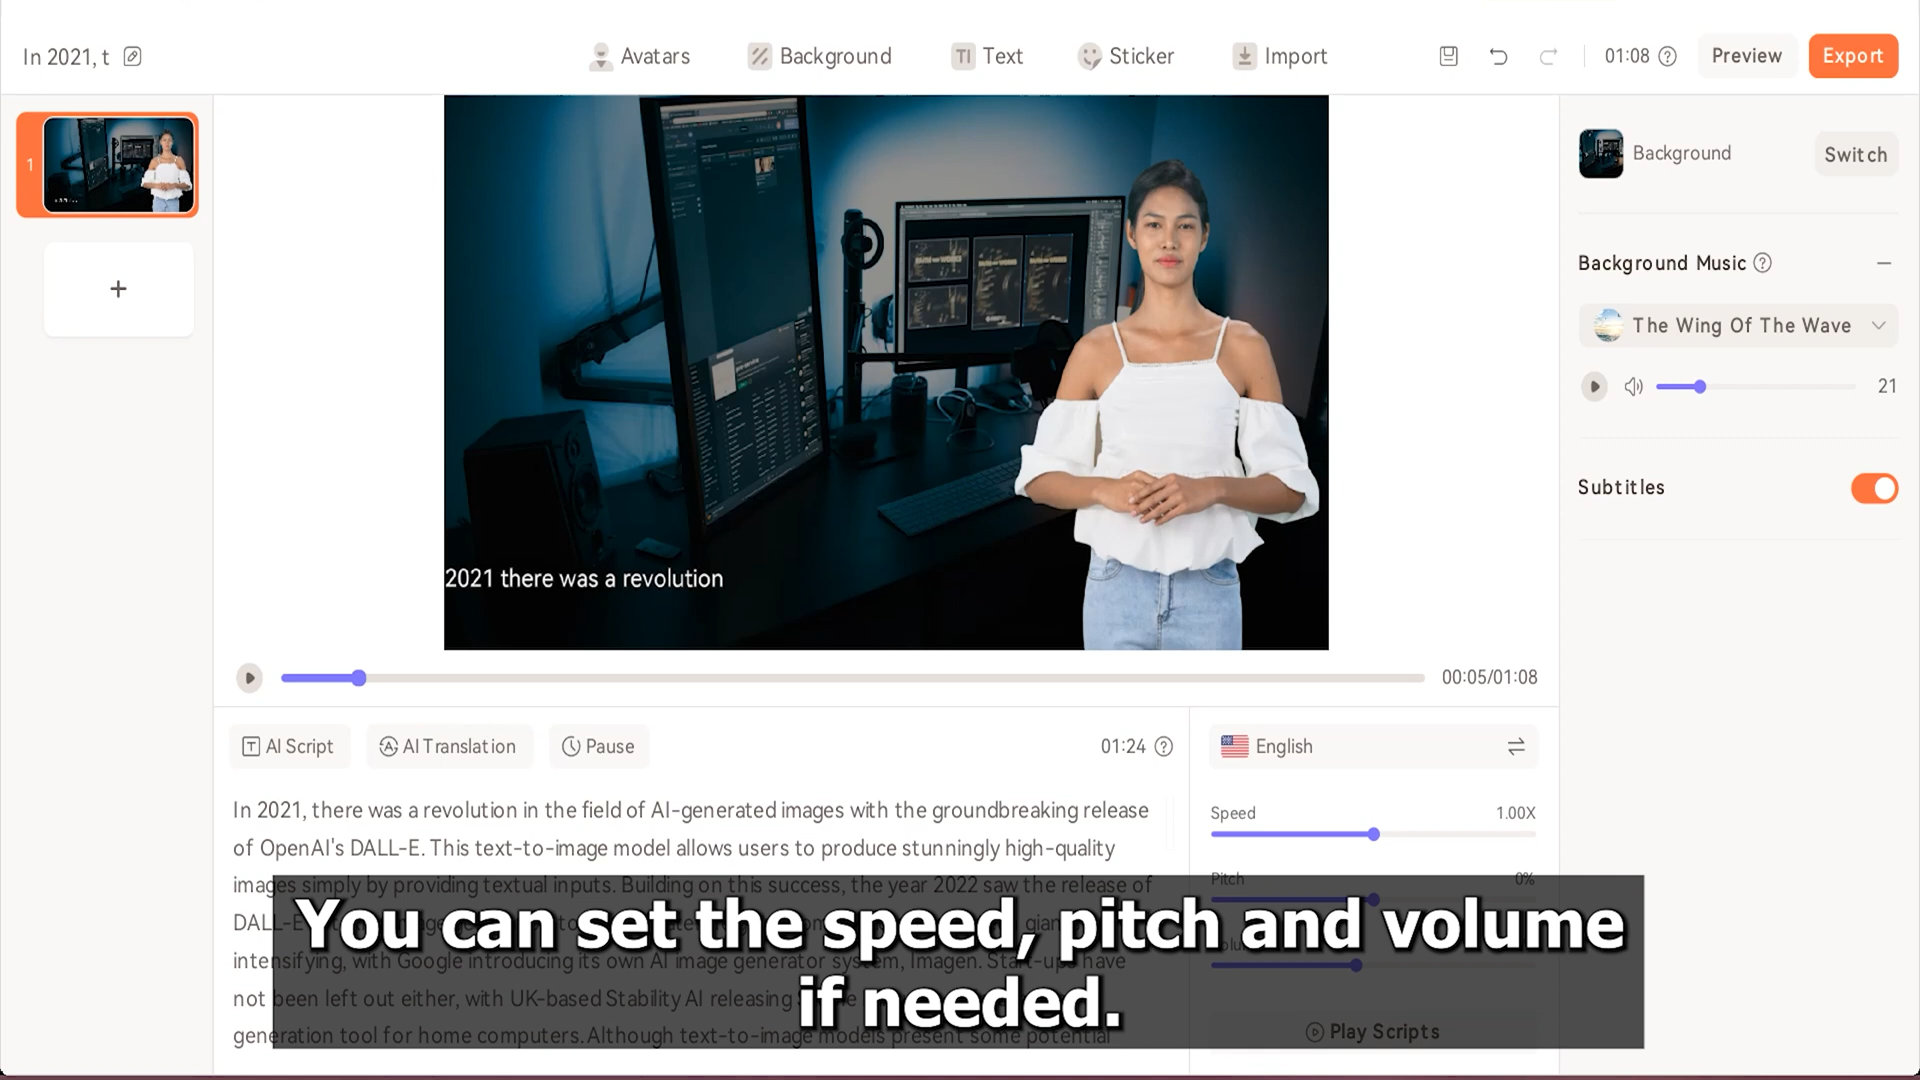 In 2021, t
Avatars
Background
Text
Sticker
Import
01:08
Preview
Export
1
Background
Switch
Background Music
The Wing Of The Wave
21
Subtitles
2021 there was a revolution
00:05/01:08
AI Script
AI Translation
Pause
01:24
English
In 2021, there was a revolution in the field of AI-generated images with the groundbreaking release
of OpenAI's DALL-E. This text-to-image model allows users to produce stunningly high-quality
images simply by providing textual inputs. Building on this success, the year 2022 saw the release of
DALL-E
intensifying, with Google introducing its own AI image generator system, Imagen. Start-ups have
not been left out either, with UK-based Stability AI releasing
generation tool for home computers. Although text-to-image models present some potential
Speed
1.00X
Pitch
0%
Play Scripts
You can set the speed, pitch and volume
if needed.